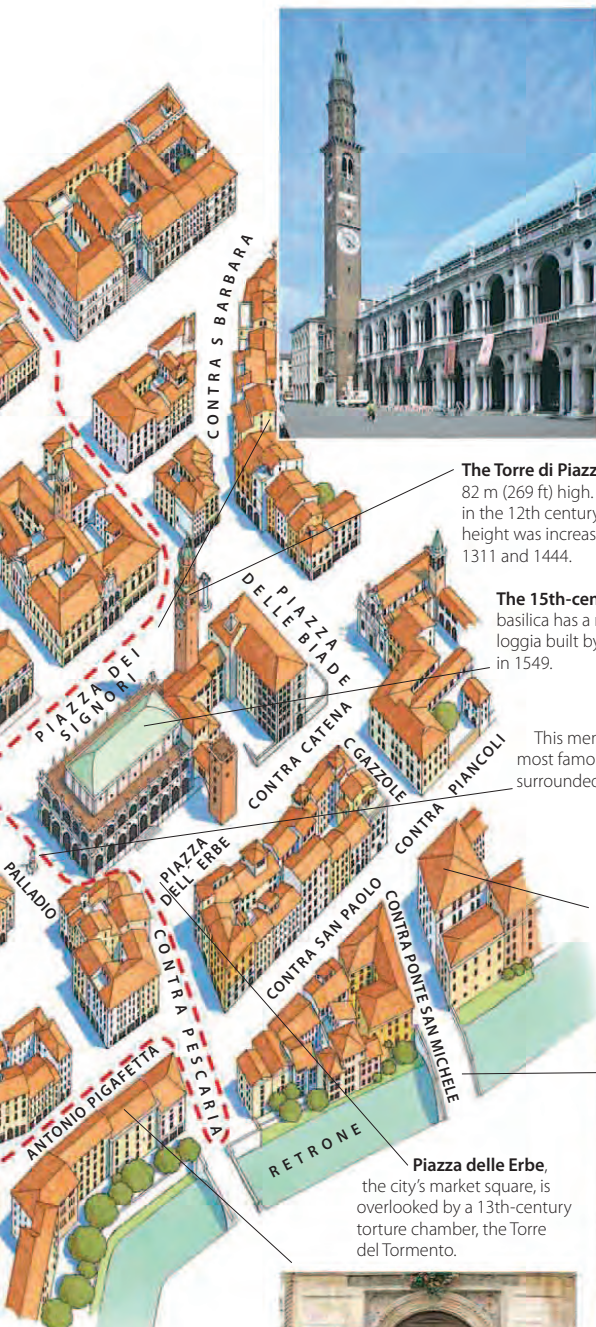 CONTRA S BARBARA
The Torre di Piazz
82 m (269 ft) high.
in the 12th century
height was increas
1311 and 1444.
PIAZZA
DELLE BIADE
The 15th-cen
basilica has a
loggia built by
in 1549.
PIAZZA DEI
SIGNORI
This mer
most famo
surrounded
CONTRA CATENA
C GAZZOLE
CONTRA PIANCOLI
PALLADIO
PIAZZA
DELL ERBE
CONTRA SAN PAOLO
CONTRA PONTE SAN MICHELE
CONTRA PESCARIA
ANTONIO PIGAFETTA
RETRONE
Piazza delle Erbe,
the city's market square, is
overlooked by a 13th-century
torture chamber, the Torre
del Tormento.